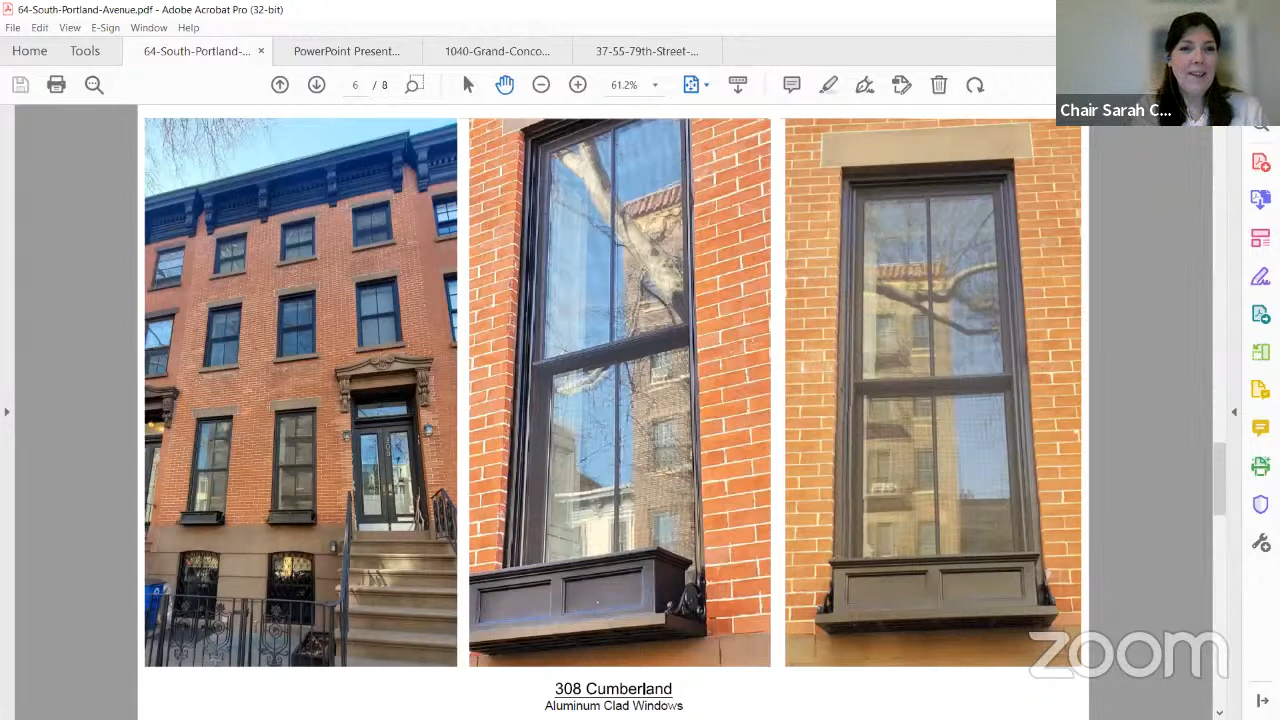 64-South-Portland-Avenue.pdf - Adobe Acrobat Pro (32-bit)
File Edit View E-Sign Window Help
Home Tools 64-South-Portland-... × PowerPoint Present... 1040-Grand-Conco... 37-55-79th-Street-...
6 / 8 61.2%
Chair Sarah C...
zoom
308 Cumberland
Aluminum Clad Windows